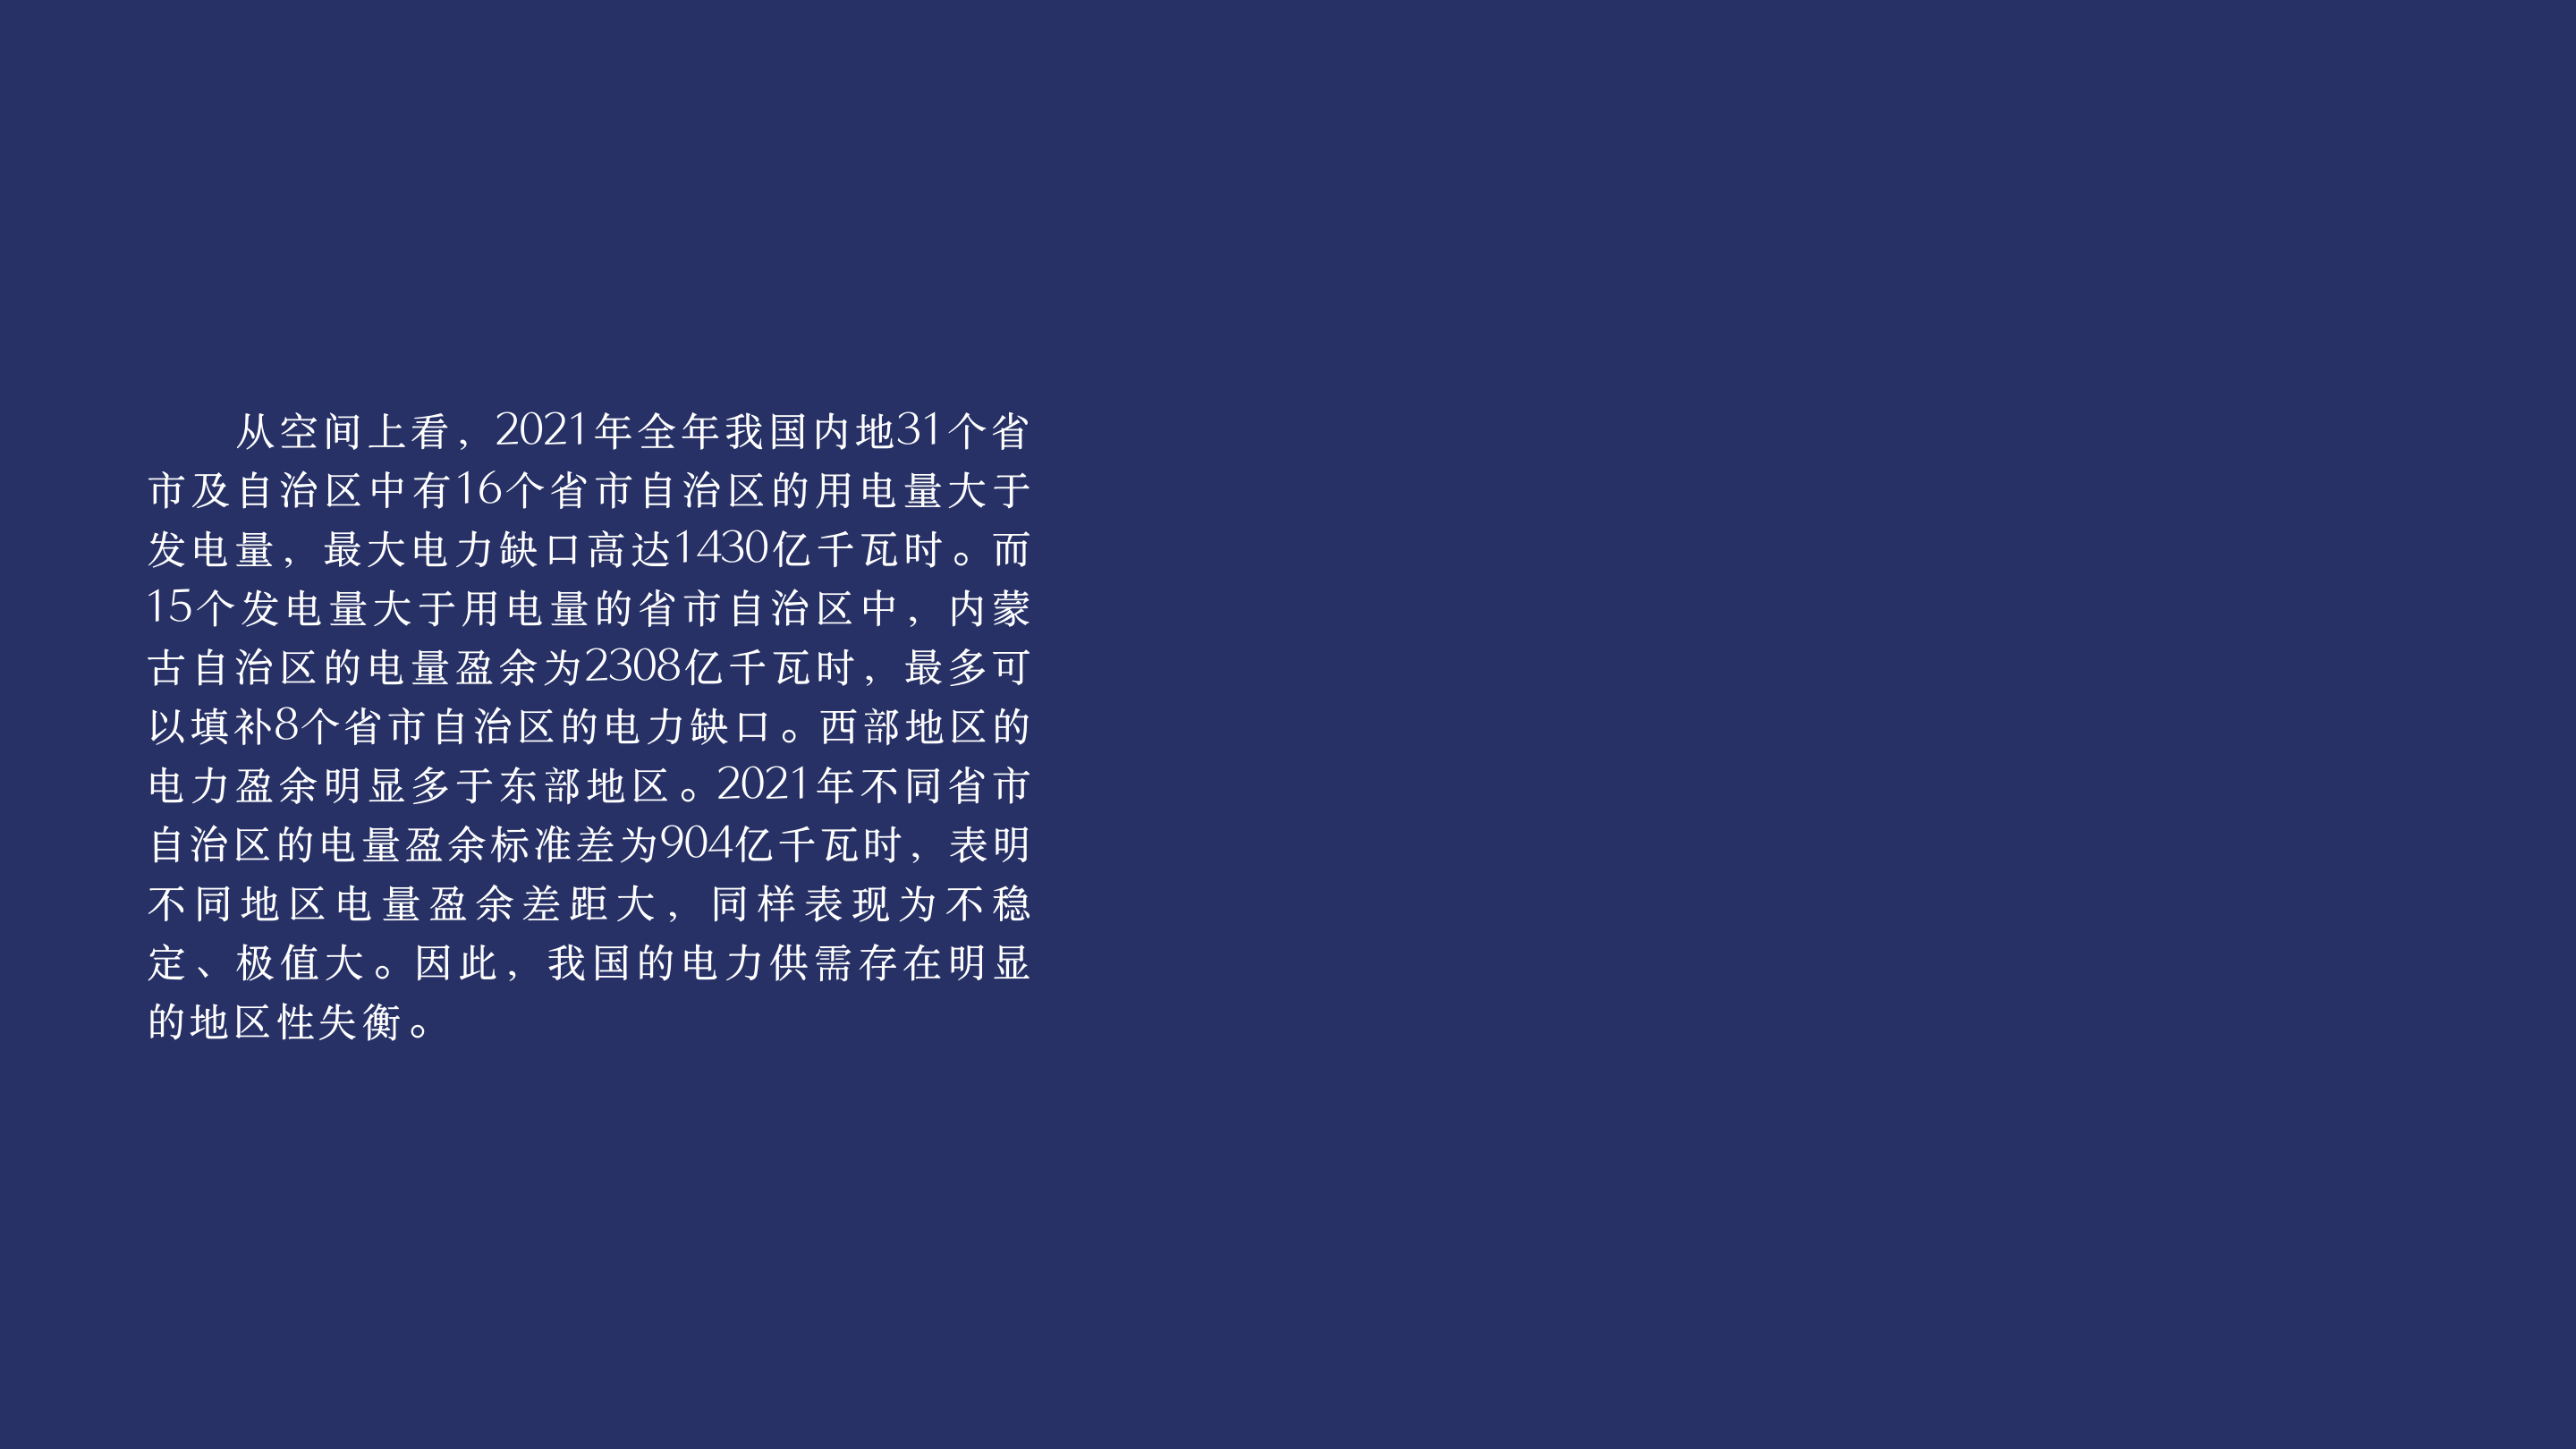 从空间上看，2021年全年我国内地31个省
市及自治区中有16个省市自治区的用电量大于
发电量，最大电力缺口高达1430亿千瓦时。而
15个发电量大于用电量的省市自治区中，内蒙
古自治区的电量盈余为2308亿千瓦时，最多可
以填补8个省市自治区的电力缺口。西部地区的
电力盈余明显多于东部地区。2021年不同省市
自治区的电量盈余标准差为904亿千瓦时，表明
不同地区电量盈余差距大，同样表现为不稳
定、极值大。因此，我国的电力供需存在明显
的地区性失衡。